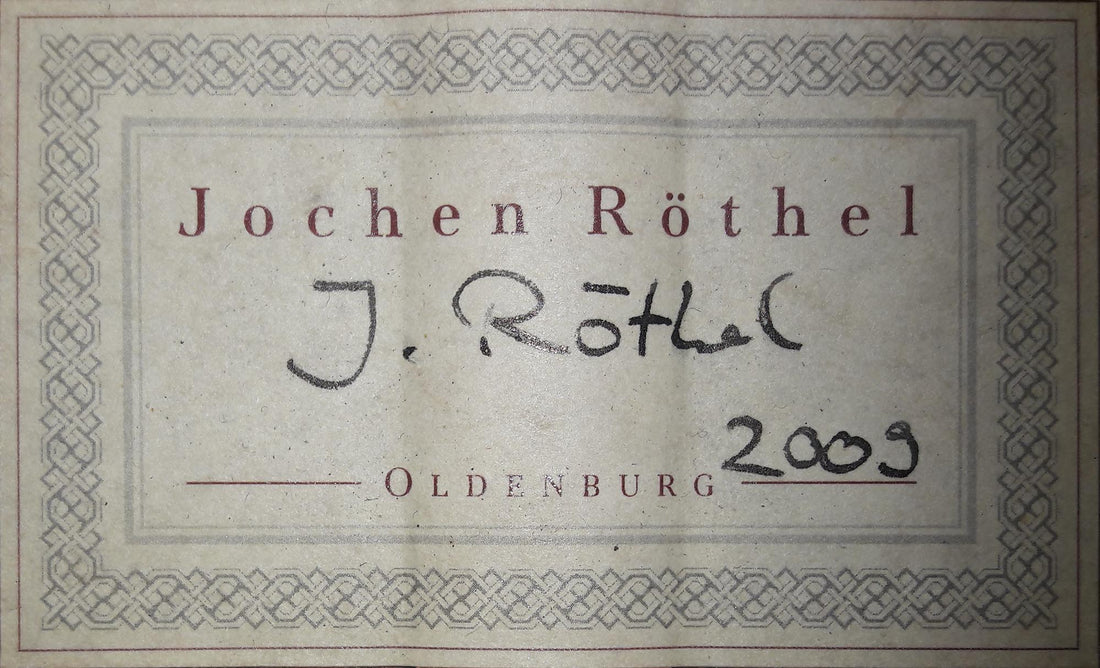 Jochen Röthel
J. Röthel
2009
OLDENBURG